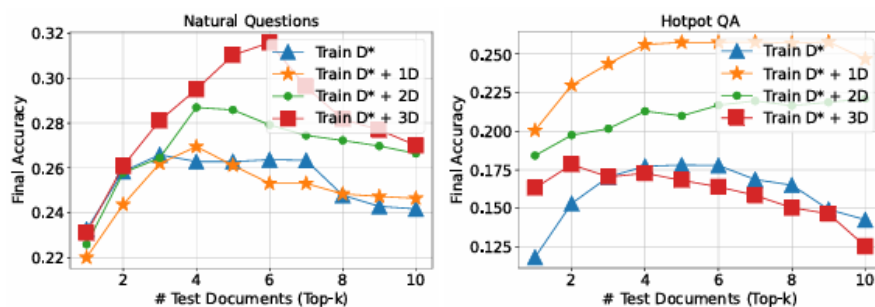 Natural Questions
Final Accuracy
0.32
0.30
0.28
0.26
0.24
0.22
Train D*
Train D* + 1D
Train D* + 2D
Train D* + 3D
2
4
6
8
10
# Test Documents (Top-k)
Hotpot QA
Final Accuracy
0.250
0.225
0.200
0.175
0.150
0.125
Train D*
Train D* + 1D
Train D* + 2D
Train D* + 3D
2
4
6
8
10
# Test Documents (Top-k)